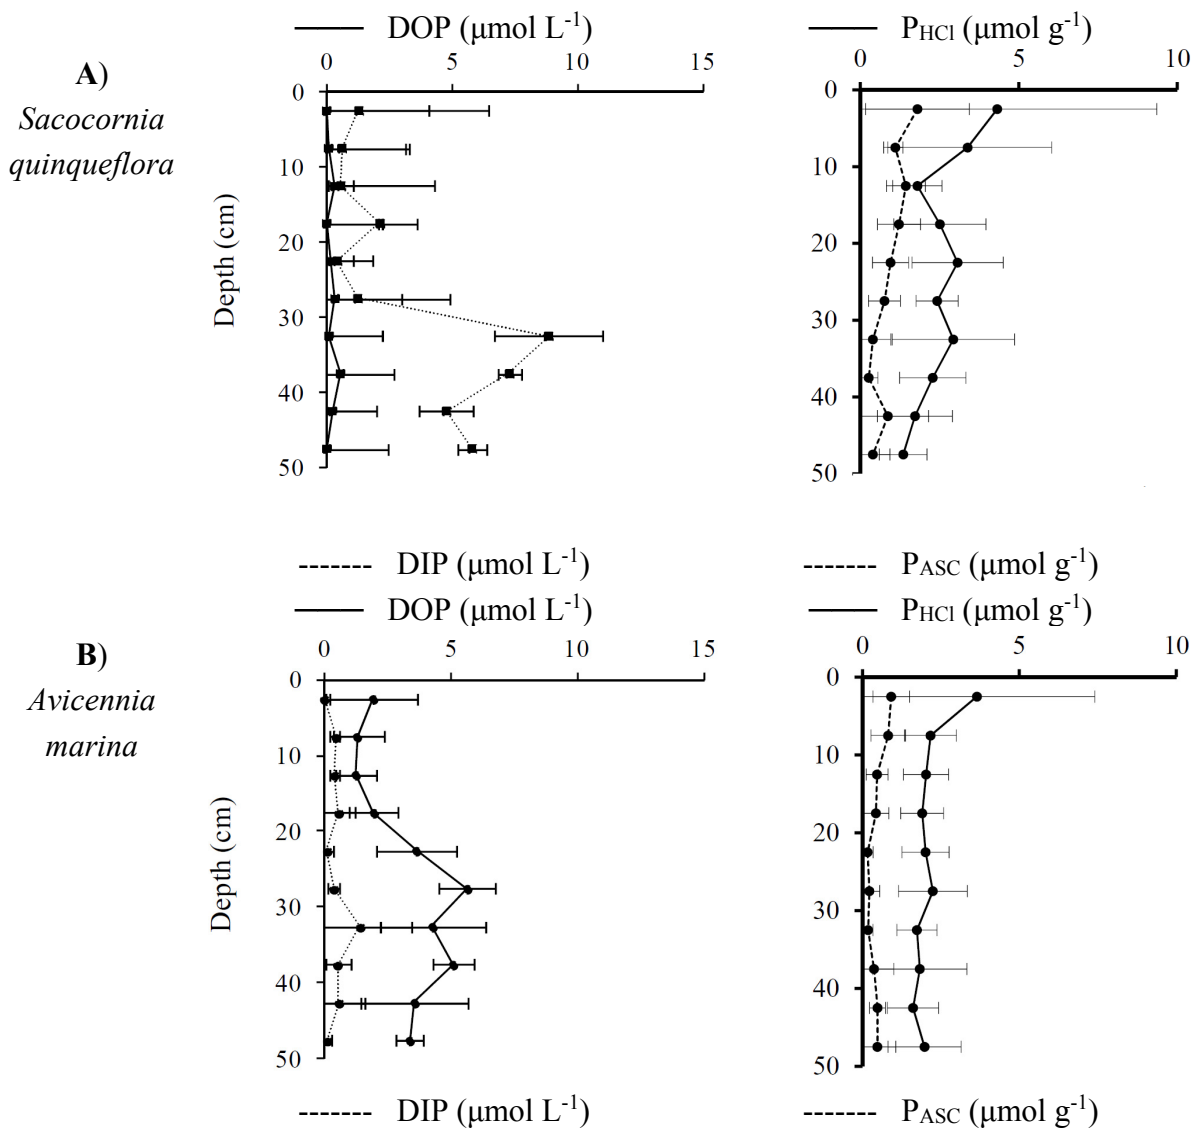 DOP (μmol L-1)
0 5 10 15
A)
Sacocornia
quinqueflora
0
10
20
30
40
50
Depth (cm)
DIP (μmol L-1)
PHCl (μmol g-1)
0 5 10
0
10
20
30
40
50
PASC (μmol g-1)
DOP (μmol L-1)
0 5 10 15
B)
Avicennia
marina
0
10
20
30
40
50
Depth (cm)
DIP (μmol L-1)
PHCl (μmol g-1)
0 5 10
0
10
20
30
40
50
PASC (μmol g-1)